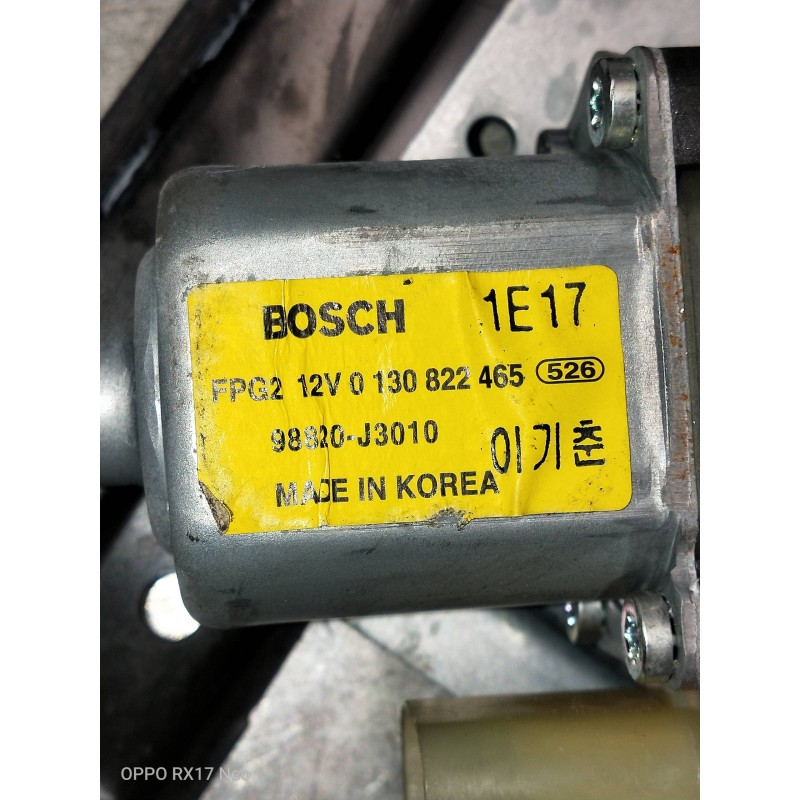 BOSCH 1E17
FPG2 12V 0 130 822 465 526
98820-J3010 이기춘
MADE IN KOREA
OPPO RX17 Neo